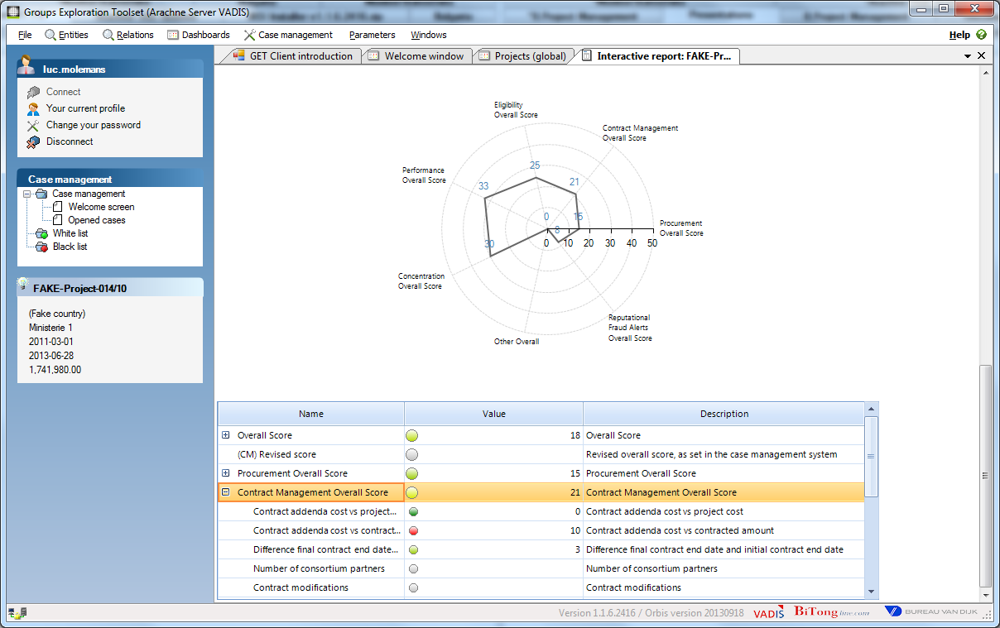 Groups Exploration Toolset (Arachne Server VADIS)
File Entities Relations Dashboards Case management Parameters Windows Help
GET Client introduction Welcome window Projects (global) Interactive report: FAKE-Pr...
luc.molemans
Connect
Your current profile
Change your password
Disconnect
Case management
Case management
Welcome screen
Opened cases
White list
Black list
FAKE-Project-014/10
(Fake country)
Ministerie 1
2011-03-01
2013-06-28
1,741,980.00
Eligibility
Overall Score
Contract Management
Overall Score
Performance
Overall Score
25
33
21
0
15
8
Procurement
Overall Score
30
0 10 20 30 40 50
Concentration
Overall Score
Reputational
Fraud Alerts
Overall Score
Other Overall
Name Value Description
Overall Score 18 Overall Score
(CM) Revised score Revised overall score, as set in the case management system
Procurement Overall Score 15 Procurement Overall Score
Contract Management Overall Score 21 Contract Management Overall Score
Contract addenda cost vs project... 0 Contract addenda cost vs project cost
Contract addenda cost vs contract... 10 Contract addenda cost vs contracted amount
Difference final contract end date... 3 Difference final contract end date and initial contract end date
Number of consortium partners Number of consortium partners
Contract modifications Contract modifications
Version 1.1.6.2416 / Orbis version 20130918 VADIS BiTong line.com BUREAU VAN DIJK